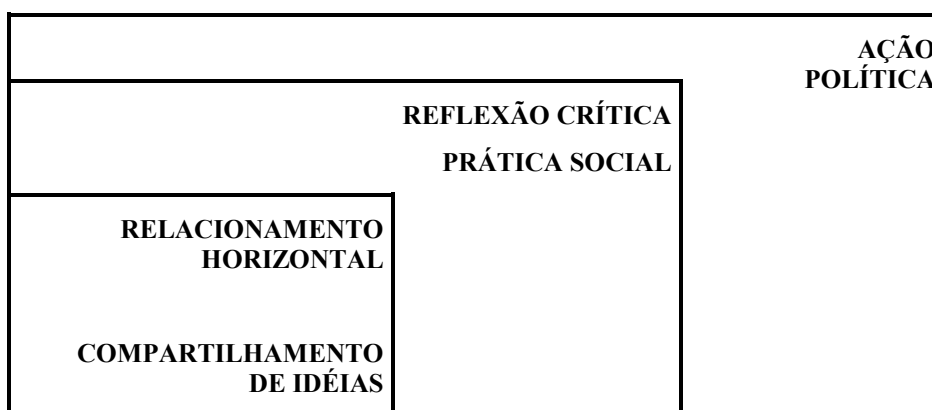 AÇÃO
POLÍTICA
REFLEXÃO CRÍTICA
PRÁTICA SOCIAL
RELACIONAMENTO
HORIZONTAL
COMPARTILHAMENTO
DE IDÉIAS